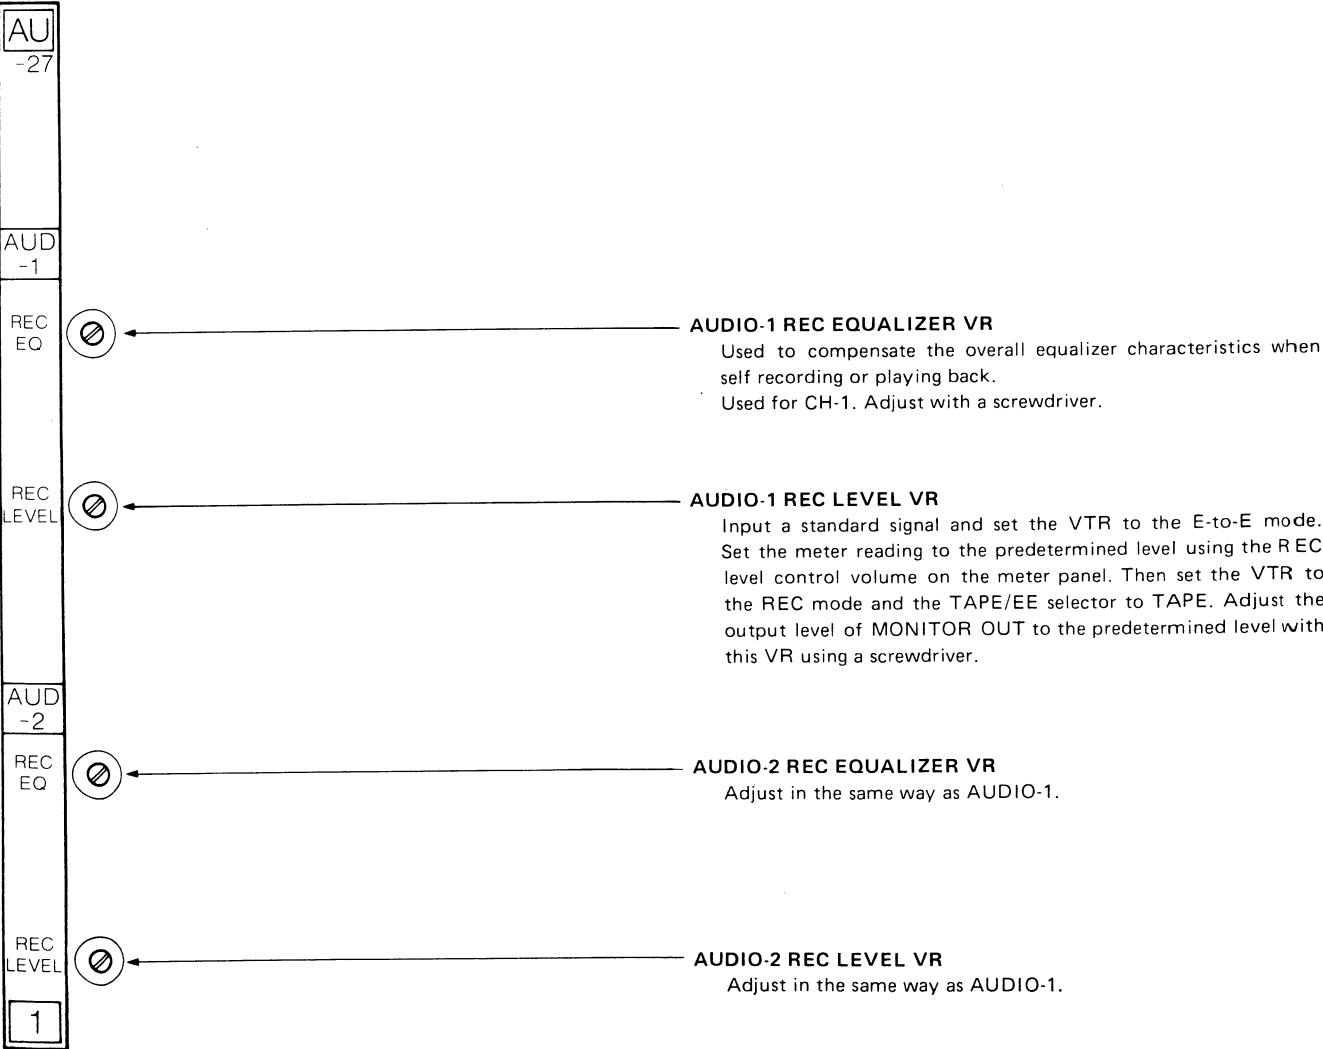 AU
-27
AUD
-1
REC
EQ
AUDIO-1 REC EQUALIZER VR
Used to compensate the overall equalizer characteristics when
self recording or playing back.
Used for CH-1. Adjust with a screwdriver.
REC
LEVEL
AUDIO-1 REC LEVEL VR
Input a standard signal and set the VTR to the E-to-E mode.
Set the meter reading to the predetermined level using the REC
level control volume on the meter panel. Then set the VTR to
the REC mode and the TAPE/EE selector to TAPE. Adjust the
output level of MONITOR OUT to the predetermined level with
this VR using a screwdriver.
AUD
-2
REC
EQ
AUDIO-2 REC EQUALIZER VR
Adjust in the same way as AUDIO-1.
REC
LEVEL
AUDIO-2 REC LEVEL VR
Adjust in the same way as AUDIO-1.
1